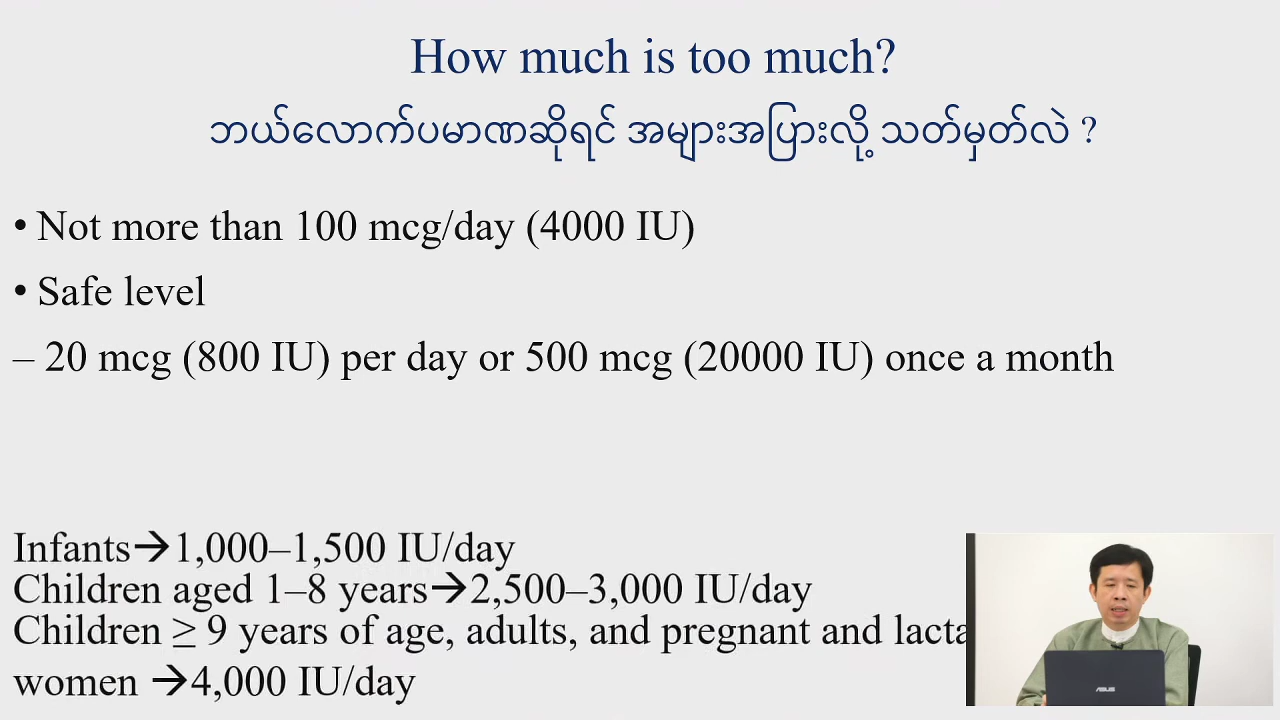 How much is too much?
ဘယ်လောက်ပမာဏဆိုရင် အများအပြားလို့ သတ်မှတ်လဲ ?
• Not more than 100 mcg/day (4000 IU)
• Safe level
– 20 mcg (800 IU) per day or 500 mcg (20000 IU) once a month
Infants→1,000–1,500 IU/day
Children aged 1–8 years→2,500–3,000 IU/day
Children ≥ 9 years of age, adults, and pregnant and lacta
women →4,000 IU/day
ASUS